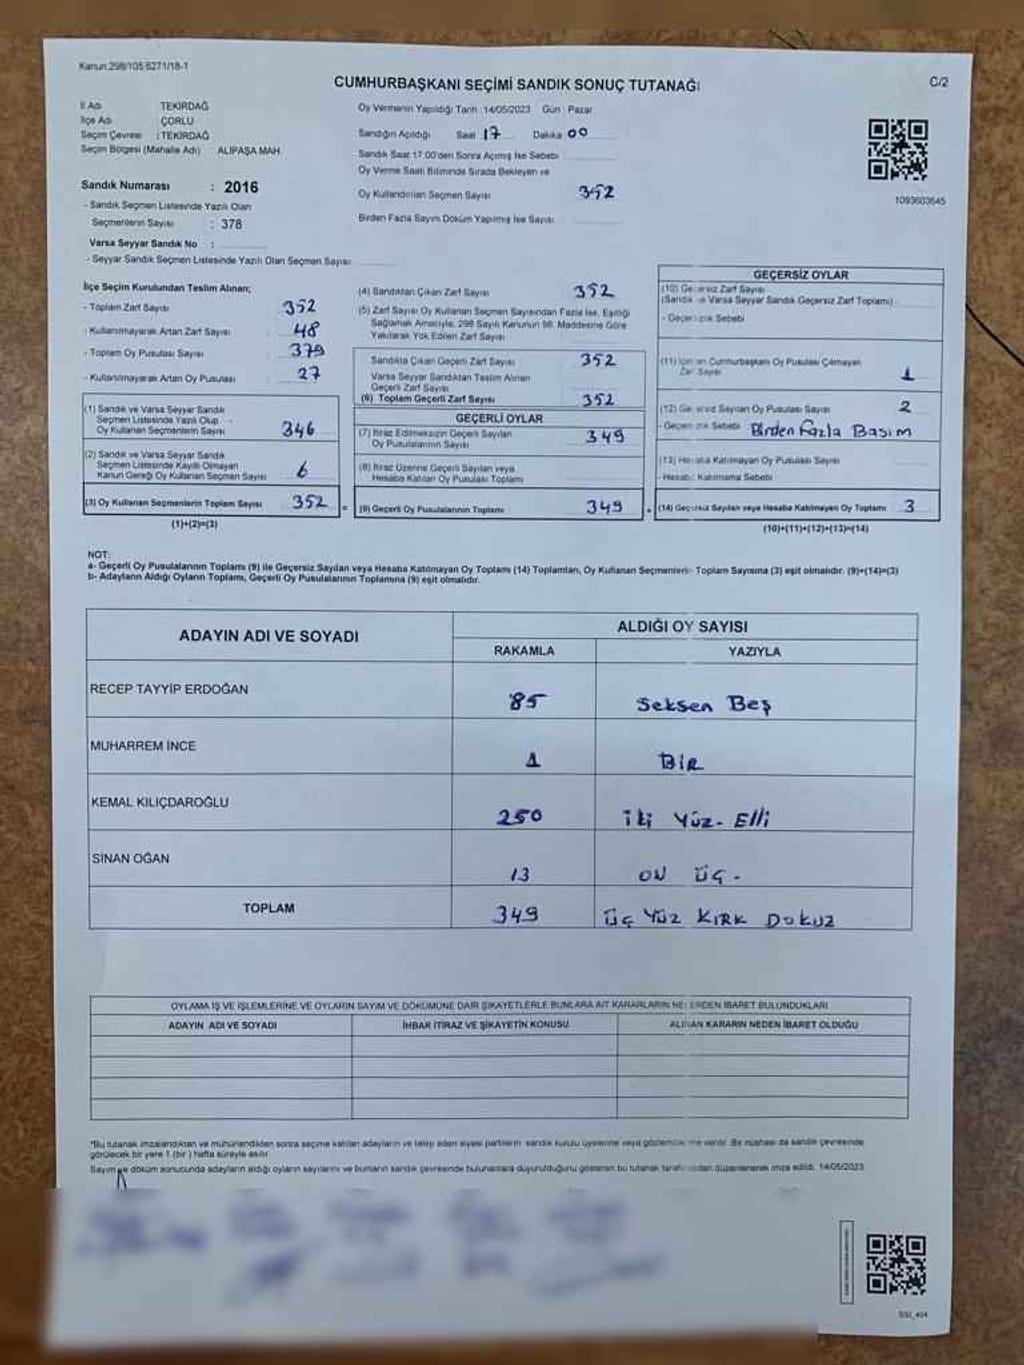 Kanun 298/105 6271/18-1
CUMHURBAŞKANI SEÇİMİ SANDIK SONUÇ TUTANAĞI
C/2
İl Adı TEKİRDAĞ
İlçe Adı ÇORLU
Seçim Çevresi : TEKİRDAĞ
Seçim Bölgesi (Mahalle Adı) : ALİPAŞA MAH.
Sandık Numarası : 2016
- Sandık Seçmen Listesinde Yazılı Olan
Seçmenlerin Sayısı : 378
Varsa Seyyar Sandık No :
- Seyyar Sandık Seçmen Listesinde Yazılı Olan Seçmen Sayısı
Oy Vermenin Yapıldığı Tarih : 14/05/2023 Gün : Pazar
Sandığın Açıldığı Saat 17 Dakika 00
Sandık Saat 17:00'den Sonra Açılmış İse Sebebi
Oy Verme Saati Bitiminde Sırada Bekleyen ve
Oy Kullandırılan Seçmen Sayısı 352
Birden Fazla Sayım Döküm Yapılmış İse Sayısı
1093603645
İlçe Seçim Kurulundan Teslim Alınan;
- Toplam Zarf Sayısı 352
- Kullanılmayarak Artan Zarf Sayısı 48
- Toplam Oy Pusulası Sayısı 379
- Kullanılmayarak Artan Oy Pusulası 27
(1) Sandık ve Varsa Seyyar Sandık
Seçmen Listesinde Yazılı Olup
Oy Kullanan Seçmenlerin Sayısı 346
(2) Sandık ve Varsa Seyyar Sandık
Seçmen Listesinde Kayıtlı Olmayan
Kanun Gereği Oy Kullanan Seçmen Sayısı 6
(3) Oy Kullanan Seçmenlerin Toplam Sayısı 352
(1)+(2)=(3)
(4) Sandıktan Çıkan Zarf Sayısı 352
(5) Zarf Sayısı Oy Kullanan Seçmen Sayısından Fazla İse, Eşitliği
Sağlamak Amacıyla, 298 Sayılı Kanunun 98. Maddesine Göre
Yakılarak Yok Edilen Zarf Sayısı
Sandıkta Çıkan Geçerli Zarf Sayısı 352
Varsa Seyyar Sandıktan Teslim Alınan
Geçerli Zarf Sayısı
(6) Toplam Geçerli Zarf Sayısı 352
GEÇERLİ OYLAR
(7) İtiraz Edilmeksizin Geçerli Sayılan
Oy Pusulalarının Sayısı 349
(8) İtiraz Üzerine Geçerli Sayılan veya
Hesaba Katılan Oy Pusulası Toplamı
= (9) Geçerli Oy Pusulalarının Toplamı 349
GEÇERSİZ OYLAR
(10) Geçersiz Zarf Sayısı
(Sandık ve Varsa Seyyar Sandık Geçersiz Zarf Toplamı)
- Geçersizlik Sebebi
(11) İçinden Cumhurbaşkanı Oy Pusulası Çıkmayan
Zarf Sayısı 1
(12) Geçersiz Sayılan Oy Pusulası Sayısı 2
- Geçersizlik Sebebi Birden Fazla Basım
(13) Hesaba Katılmayan Oy Pusulası Sayısı
- Hesaba Katılmama Sebebi
(14) Geçersiz Sayılan veya Hesaba Katılmayan Oy Toplamı 3
(10)+(11)+(12)+(13)=(14)
NOT:
a- Geçerli Oy Pusulalarının Toplamı (9) ile Geçersiz Sayılan veya Hesaba Katılmayan Oy Toplamı (14) Toplamları, Oy Kullanan Seçmenlerin Toplam Sayısına (3) eşit olmalıdır. (9)+(14)=(3)
b- Adayların Aldığı Oyların Toplamı, Geçerli Oy Pusulalarının Toplamına (9) eşit olmalıdır.
ADAYIN ADI VE SOYADI ALDIĞI OY SAYISI
RAKAMLA YAZIYLA
RECEP TAYYİP ERDOĞAN 85 Seksen Beş
MUHARREM İNCE 1 Bir
KEMAL KILIÇDAROĞLU 250 İki Yüz- Elli
SİNAN OĞAN 13 ON ÜÇ -
TOPLAM 349 ÜÇ YÜZ KIRK DOKUZ
OYLAMA İŞ VE İŞLEMLERİNE VE OYLARIN SAYIM VE DÖKÜMÜNE DAİR ŞİKAYETLERLE BUNLARA AİT KARARLARIN NELERDEN İBARET BULUNDUKLARI
ADAYIN ADI VE SOYADI İHBAR İTİRAZ VE ŞİKAYETİN KONUSU ALINAN KARARIN NEDEN İBARET OLDUĞU
*Bu tutanak imzalandıktan ve mühürlendikten sonra seçime katılan adayların ve talep eden siyasi partilerin sandık kurulu üyelerine veya gözlemcilerine verilir. Bir nüshası da sandık çevresinde
görülecek bir yere 1 (bir) hafta süreyle asılır.
Sayım ve döküm sonucunda adayların aldığı oyların sayılarını ve bunların sandık çevresinde bulunanlara duyurulduğunu gösteren bu tutanak tarafımızdan düzenlenerek imza edildi. 14/05/2023